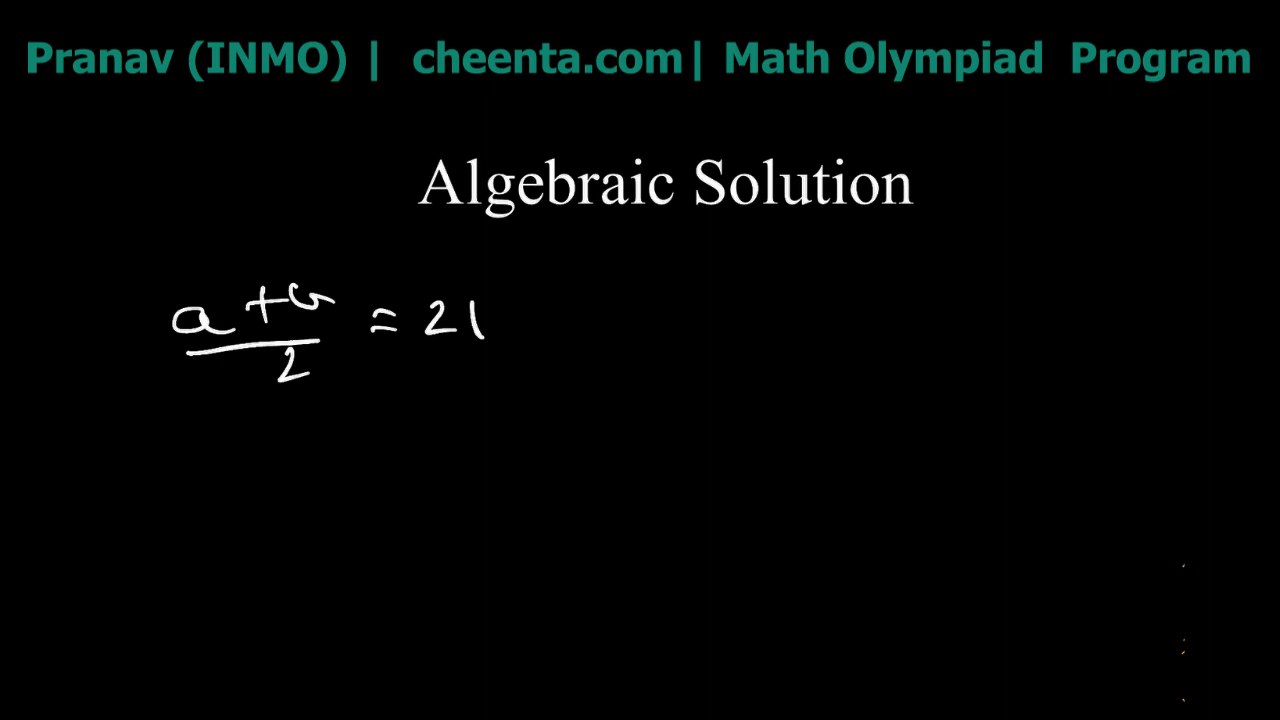 Pranav (INMO) | cheenta.com| Math Olympiad Program
Algebraic Solution
a+b
2
= 21